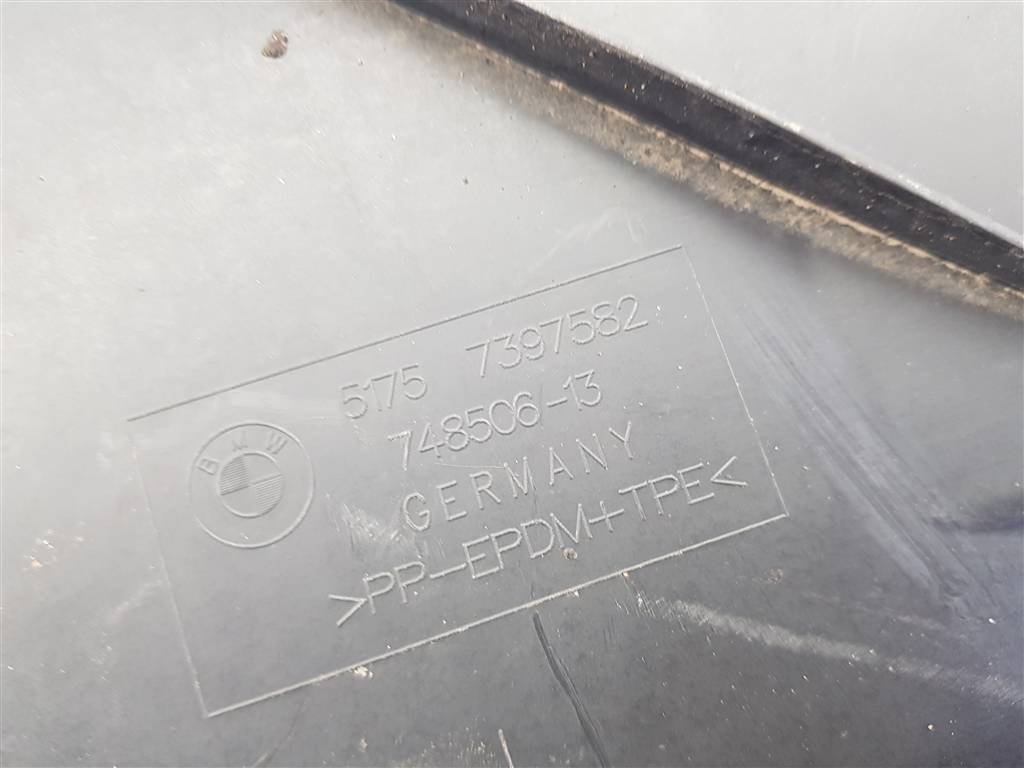 BMW
5175 7397582
748506-13
GERMANY
>PP-EPDM+TPE<